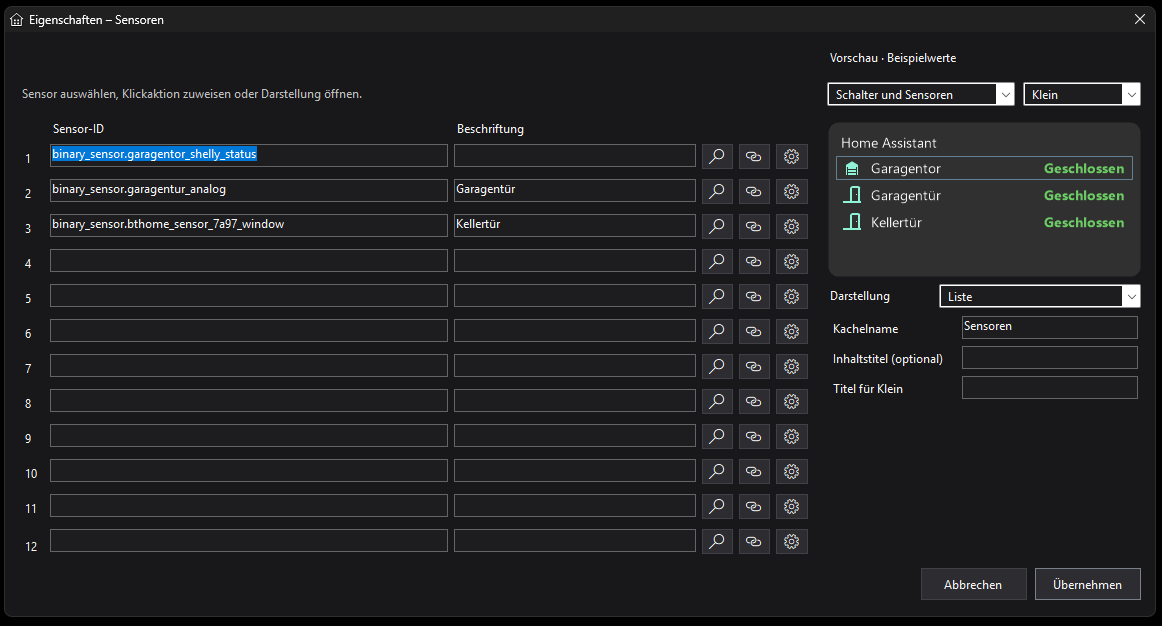 Eigenschaften – Sensoren
Vorschau · Beispielwerte
Sensor auswählen, Klickaktion zuweisen oder Darstellung öffnen.
Schalter und Sensoren
Klein
Sensor-ID
Beschriftung
1 binary_sensor.garagentor_shelly_status
2 binary_sensor.garagentur_analog Garagentür
3 binary_sensor.bthome_sensor_7a97_window Kellertür
4
5
6
7
8
9
10
11
12
Home Assistant
Garagentor Geschlossen
Garagentür Geschlossen
Kellertür Geschlossen
Darstellung Liste
Kachelname Sensoren
Inhaltstitel (optional)
Titel für Klein
Abbrechen
Übernehmen